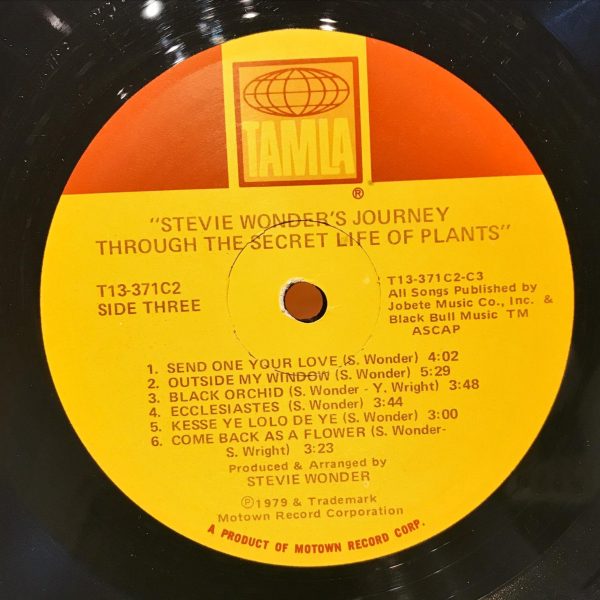 TAMLA
®
"STEVIE WONDER'S JOURNEY
THROUGH THE SECRET LIFE OF PLANTS"
T13-371C2
SIDE THREE
T13-371C2-C3
All Songs Published by
Jobete Music Co., Inc. &
Black Bull Music TM
ASCAP
1. SEND ONE YOUR LOVE (S. Wonder) 4:02
2. OUTSIDE MY WINDOW (S. Wonder) 5:29
3. BLACK ORCHID (S. Wonder - Y. Wright) 3:48
4. ECCLESIASTES (S. Wonder) 3:44
5. KESSE YE LOLO DE YE (S. Wonder) 3:00
6. COME BACK AS A FLOWER (S. Wonder-
S. Wright) 3:23
Produced & Arranged by
STEVIE WONDER
℗1979 & Trademark
Motown Record Corporation
A PRODUCT OF MOTOWN RECORD CORP.